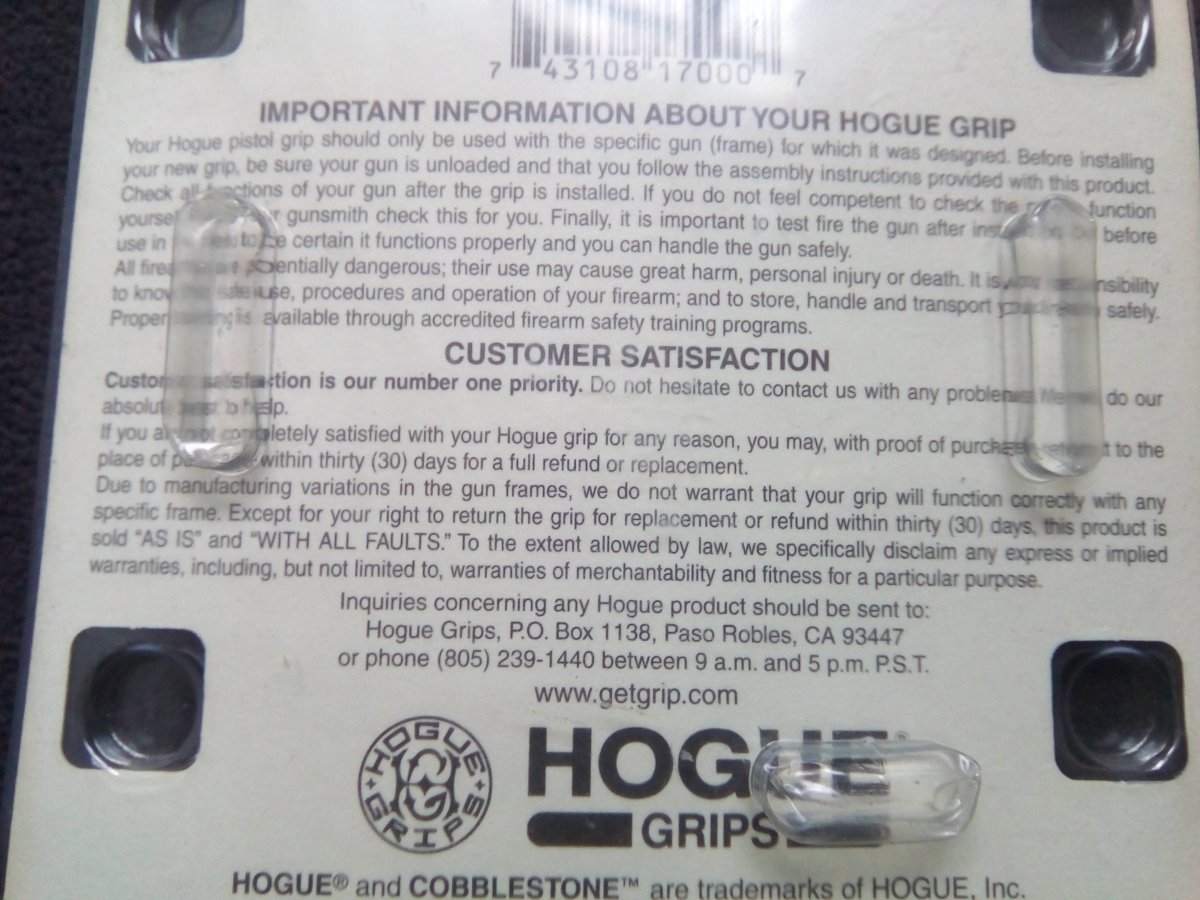 7 43108 17000 7
IMPORTANT INFORMATION ABOUT YOUR HOGUE GRIP
Your Hogue pistol grip should only be used with the specific gun (frame) for which it was designed. Before installing
your new grip, be sure your gun is unloaded and that you follow the assembly instructions provided with this product.
Check all functions of your gun after the grip is installed. If you do not feel competent to check the function
gunsmith check this for you. Finally, it is important to test fire the gun after before
use in to be certain it functions properly and you can handle the gun safely.
All potentially dangerous; their use may cause great harm, personal injury or death. It is your responsibility
to know safe use, procedures and operation of your firearm; and to store, handle and transport safely.
Proper training is available through accredited firearm safety training programs.
CUSTOMER SATISFACTION
Customer satisfaction is our number one priority. Do not hesitate to contact us with any problems. We do our
absolute best to help.
If you are not completely satisfied with your Hogue grip for any reason, you may, with proof of purchase, return it to the
place of within thirty (30) days for a full refund or replacement.
Due to manufacturing variations in the gun frames, we do not warrant that your grip will function correctly with any
specific frame. Except for your right to return the grip for replacement or refund within thirty (30) days, this product is
sold “AS IS” and “WITH ALL FAULTS.” To the extent allowed by law, we specifically disclaim any express or implied
warranties, including, but not limited to, warranties of merchantability and fitness for a particular purpose.
Inquiries concerning any Hogue product should be sent to:
Hogue Grips, P.O. Box 1138, Paso Robles, CA 93447
or phone (805) 239-1440 between 9 a.m. and 5 p.m. P.S.T.
www.getgrip.com
HOGUE GRIPS
HOGUE®
GRIPS
HOGUE® and COBBLESTONE™ are trademarks of HOGUE, Inc.